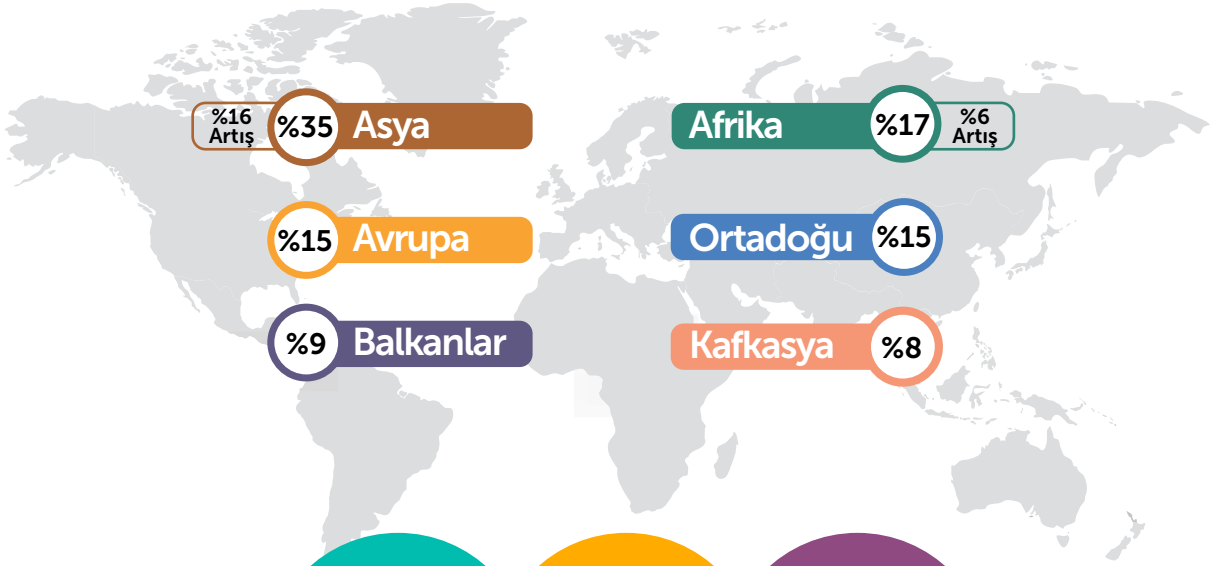 %16
Artış
%35
Asya
Afrika
%17
%6
Artış
%15
Avrupa
Ortadoğu
%15
%9
Balkanlar
Kafkasya
%8